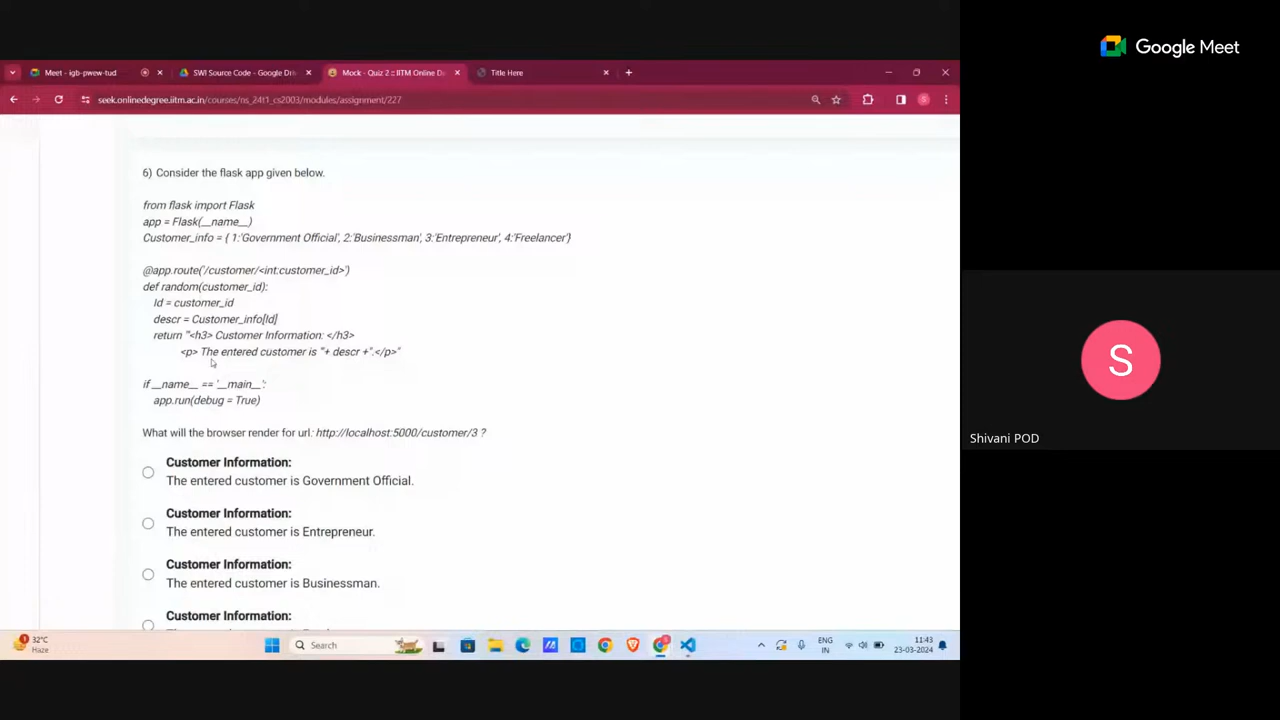 Google Meet
Meet - igb-pwew-tud
SWI Source Code - Google Driv
Mock - Quiz 2 :: IITM Online De
Title Here
seek.onlinedegree.iitm.ac.in/courses/ns_24t1_cs2003/modules/assignment/227
6) Consider the flask app given below.
from flask import Flask
app = Flask(__name__)
Customer_info = { 1:'Government Official', 2:'Businessman', 3:'Entrepreneur', 4:'Freelancer'}
@app.route('/customer/<int:customer_id>')
def random(customer_id):
Id = customer_id
descr = Customer_info[Id]
return "<h3> Customer Information: </h3>
<p> The entered customer is "+ descr +".</p>"
if __name__ == '__main__':
app.run(debug = True)
What will the browser render for url: http://localhost:5000/customer/3 ?
Customer Information:
The entered customer is Government Official.
Customer Information:
The entered customer is Entrepreneur.
Customer Information:
The entered customer is Businessman.
Customer Information:
S
Shivani POD
32°C
Haze
Search
ENG
IN
11:43
23-03-2024